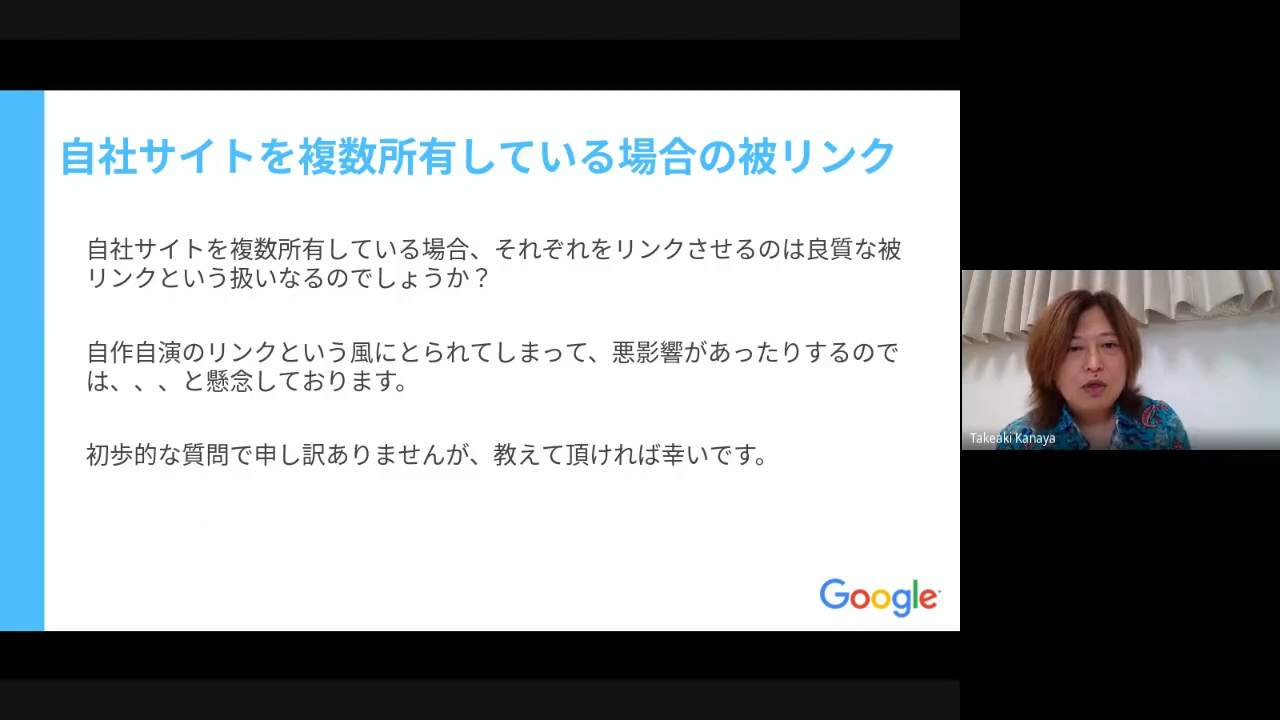 自社サイトを複数所有している場合の被リンク
自社サイトを複数所有している場合、それぞれをリンクさせるのは良質な被
リンクという扱いなるのでしょうか？
自作自演のリンクという風にとられてしまって、悪影響があったりするので
は、、、と懸念しております。
初歩的な質問で申し訳ありませんが、教えて頂ければ幸いです。
Google
Takeaki Kanaya